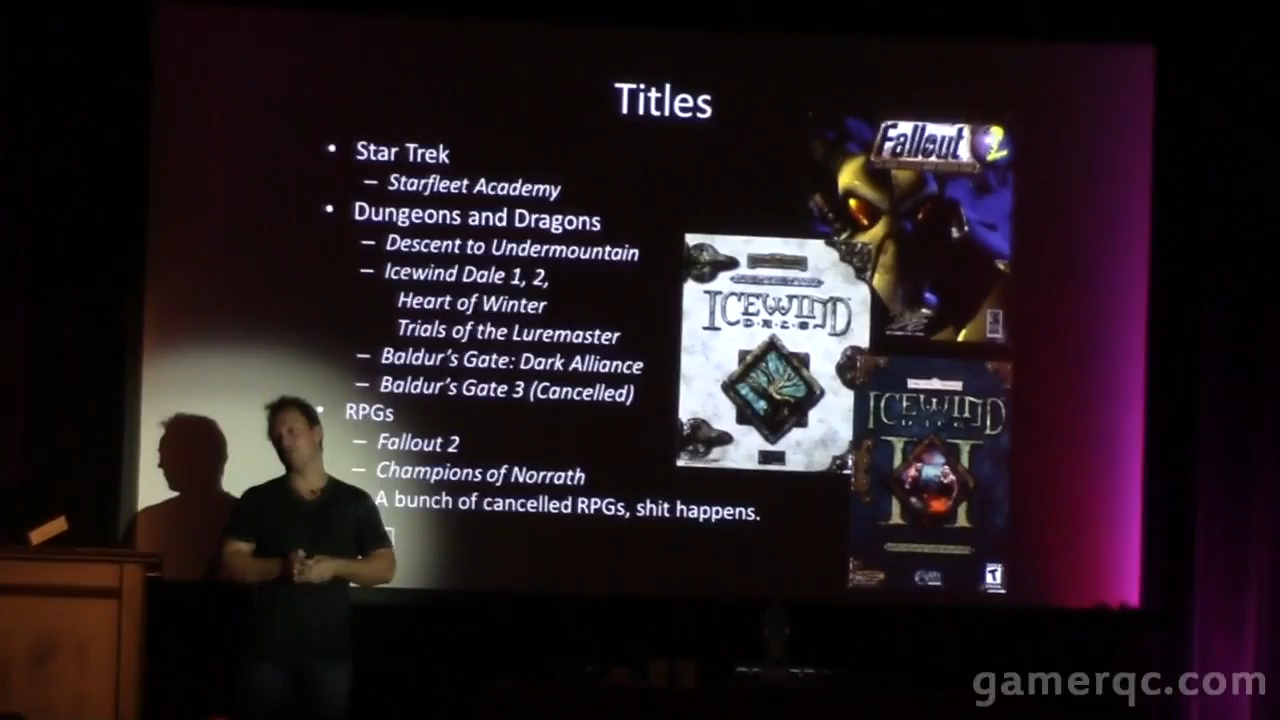 Titles
• Star Trek
– Starfleet Academy
• Dungeons and Dragons
– Descent to Undermountain
– Icewind Dale 1, 2,
Heart of Winter
Trials of the Luremaster
– Baldur's Gate: Dark Alliance
– Baldur's Gate 3 (Cancelled)
• RPGs
– Fallout 2
– Champions of Norrath
A bunch of cancelled RPGs, shit happens.
Fallout 2
ICEWIND
DALE
ICEWIND
DALE
II
T
gamerqc.com